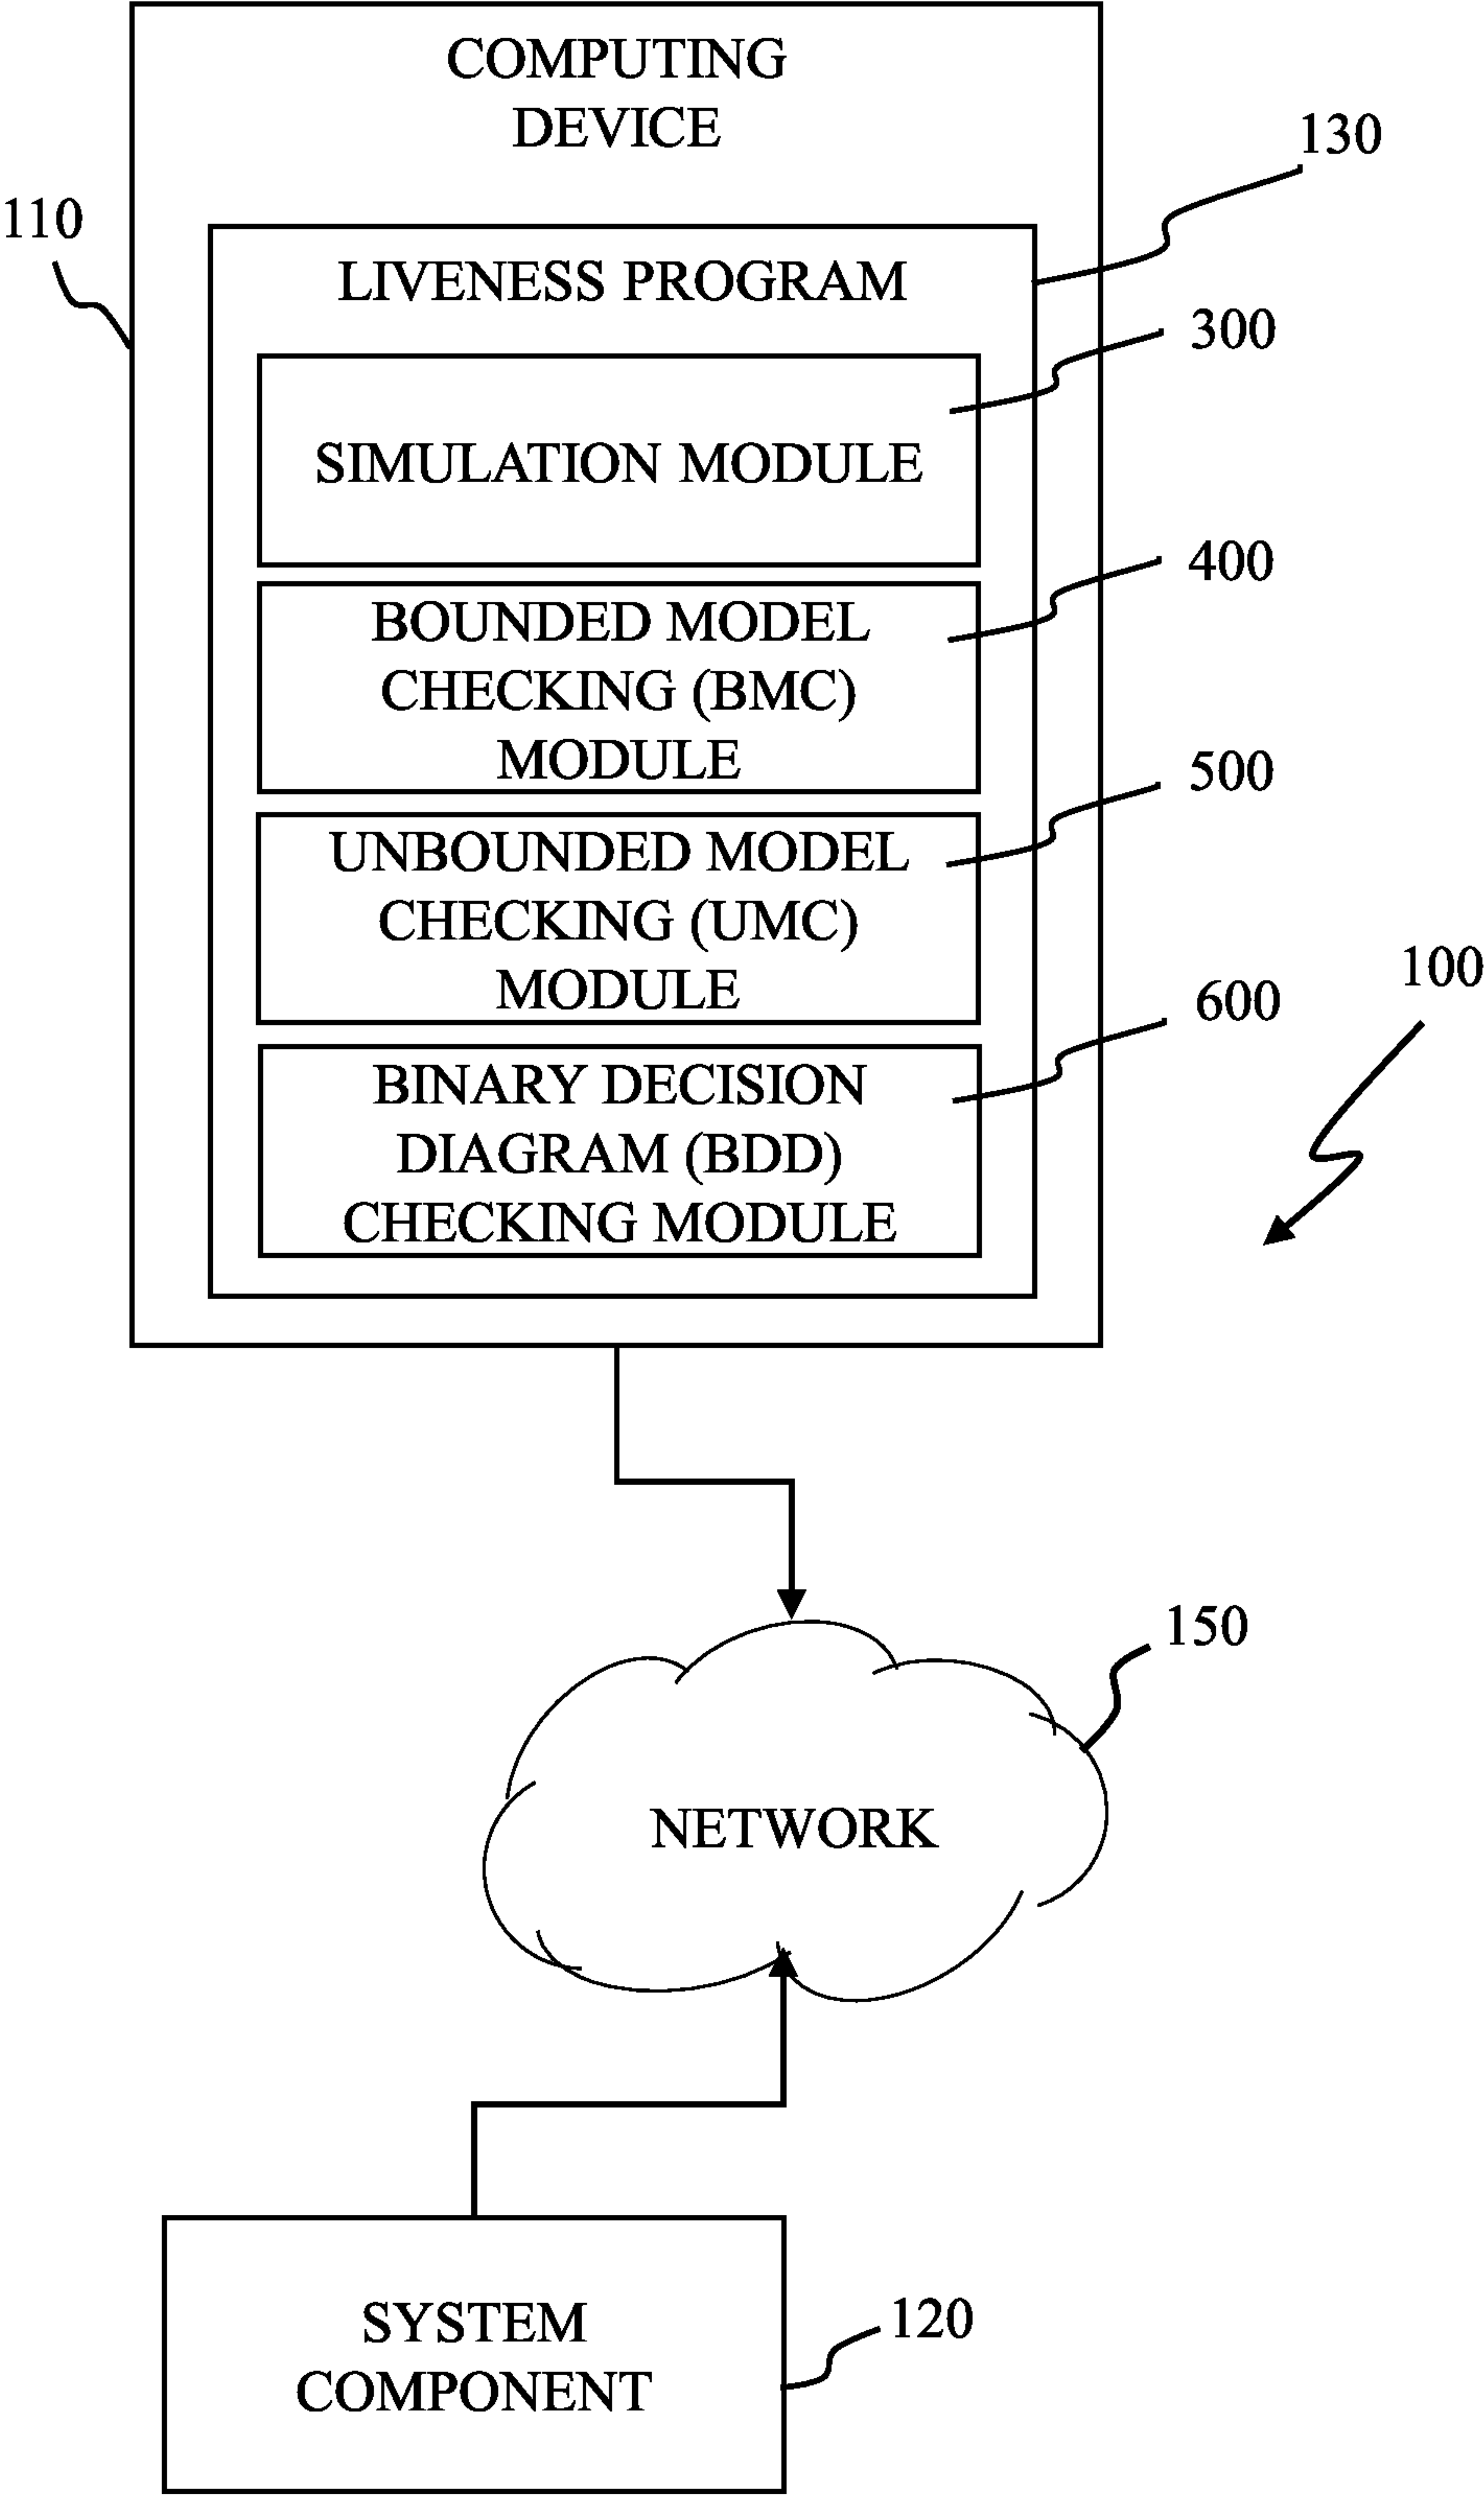 COMPUTING
DEVICE
130
110
LIVENESS PROGRAM
300
SIMULATION MODULE
400
BOUNDED MODEL
CHECKING (BMC)
MODULE
500
UNBOUNDED MODEL
CHECKING (UMC)
MODULE
100
600
BINARY DECISION
DIAGRAM (BDD)
CHECKING MODULE
150
NETWORK
120
SYSTEM
COMPONENT